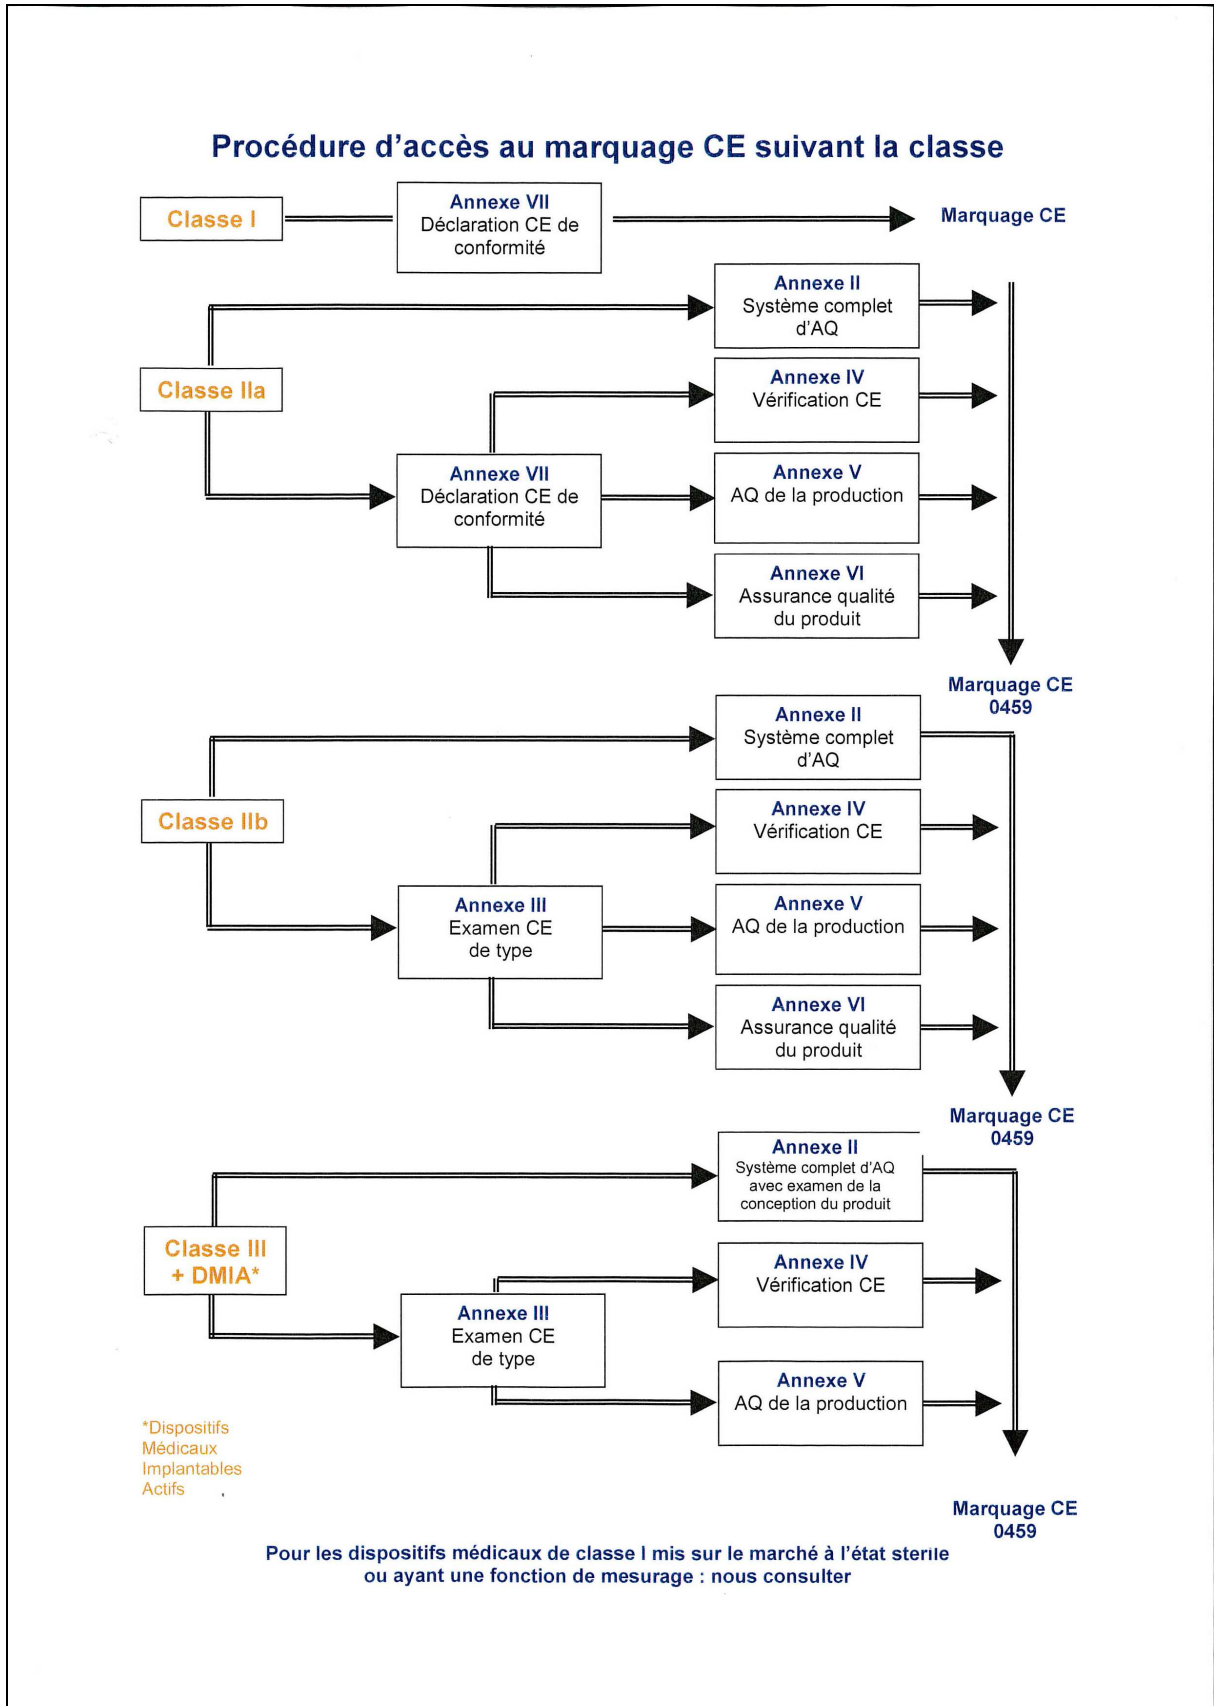 Procédure d'accès au marquage CE suivant la classe
Classe I
Annexe VII
Déclaration CE de
conformité
Marquage CE
Classe IIa
Annexe II
Système complet
d'AQ
Annexe IV
Vérification CE
Annexe VII
Déclaration CE de
conformité
Annexe V
AQ de la production
Annexe VI
Assurance qualité
du produit
Marquage CE
0459
Classe IIb
Annexe II
Système complet
d'AQ
Annexe IV
Vérification CE
Annexe III
Examen CE
de type
Annexe V
AQ de la production
Annexe VI
Assurance qualité
du produit
Marquage CE
0459
Classe III
+ DMIA*
Annexe II
Système complet d'AQ
avec examen de la
conception du produit
Annexe IV
Vérification CE
Annexe III
Examen CE
de type
Annexe V
AQ de la production
*Dispositifs
Médicaux
Implantables
Actifs
Marquage CE
0459
Pour les dispositifs médicaux de classe I mis sur le marché à l'état sterile
ou ayant une fonction de mesurage : nous consulter